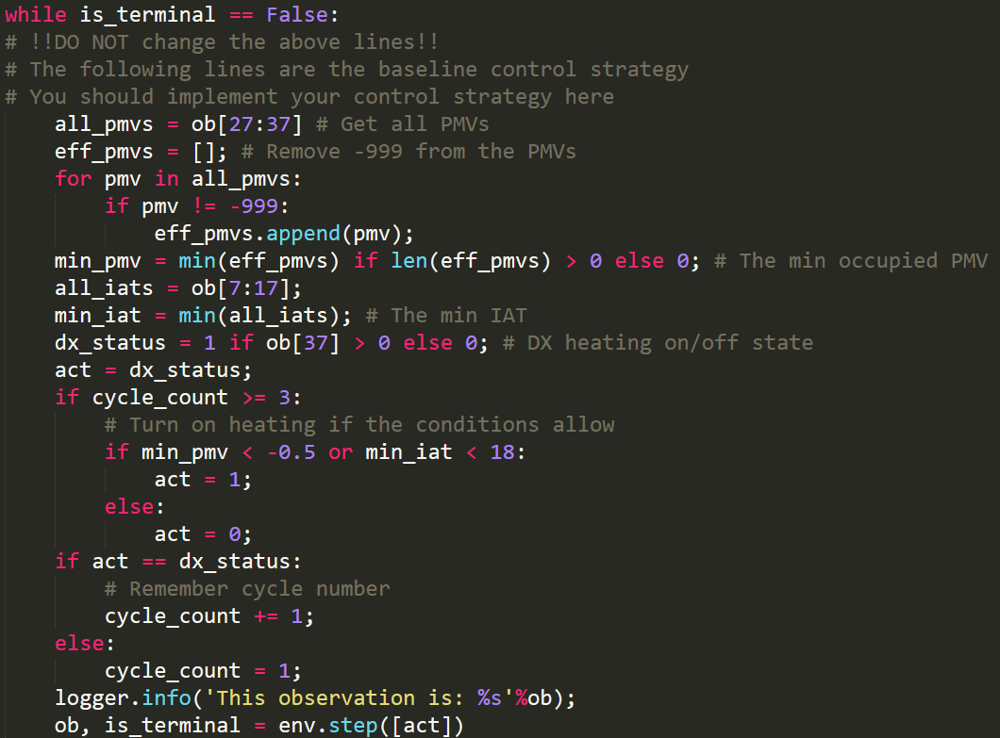 while is_terminal == False:
# !!DO NOT change the above lines!!
# The following lines are the baseline control strategy
# You should implement your control strategy here
    all_pmvs = ob[27:37] # Get all PMVs
    eff_pmvs = []; # Remove -999 from the PMVs
    for pmv in all_pmvs:
        if pmv != -999:
            eff_pmvs.append(pmv);
    min_pmv = min(eff_pmvs) if len(eff_pmvs) > 0 else 0; # The min occupied PMV
    all_iats = ob[7:17];
    min_iat = min(all_iats); # The min IAT
    dx_status = 1 if ob[37] > 0 else 0; # DX heating on/off state
    act = dx_status;
    if cycle_count >= 3:
        # Turn on heating if the conditions allow
        if min_pmv < -0.5 or min_iat < 18:
            act = 1;
        else:
            act = 0;
    if act == dx_status:
        # Remember cycle number
        cycle_count += 1;
    else:
        cycle_count = 1;
    logger.info('This observation is: %s'%ob);
    ob, is_terminal = env.step([act])